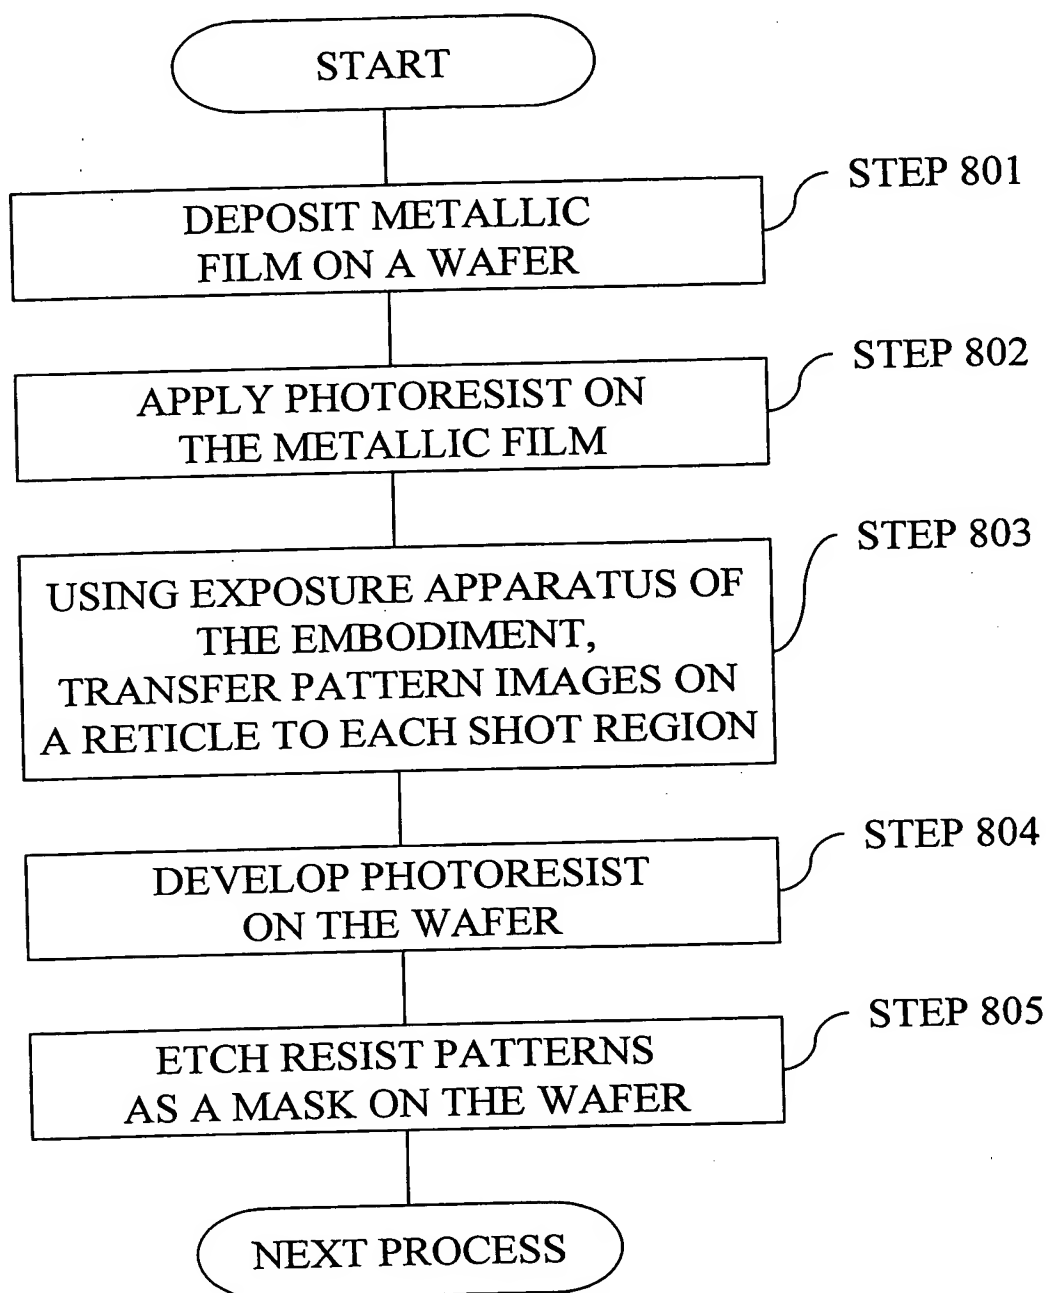 START
STEP 801
DEPOSIT METALLIC
FILM ON A WAFER
STEP 802
APPLY PHOTORESIST ON
THE METALLIC FILM
STEP 803
USING EXPOSURE APPARATUS OF
THE EMBODIMENT,
TRANSFER PATTERN IMAGES ON
A RETICLE TO EACH SHOT REGION
STEP 804
DEVELOP PHOTORESIST
ON THE WAFER
STEP 805
ETCH RESIST PATTERNS
AS A MASK ON THE WAFER
NEXT PROCESS